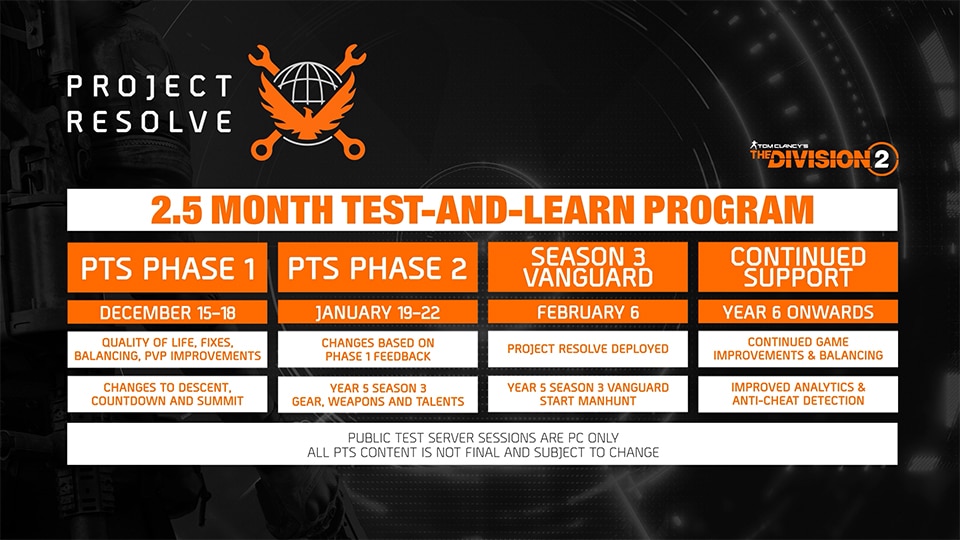 PROJECT
RESOLVE
TOM CLANCY'S
THE DIVISION 2
2.5 MONTH TEST-AND-LEARN PROGRAM
PTS PHASE 1
DECEMBER 15–18
QUALITY OF LIFE, FIXES,
BALANCING, PVP IMPROVEMENTS
CHANGES TO DESCENT,
COUNTDOWN AND SUMMIT
PTS PHASE 2
JANUARY 19–22
CHANGES BASED ON
PHASE 1 FEEDBACK
YEAR 5 SEASON 3
GEAR, WEAPONS AND TALENTS
SEASON 3
VANGUARD
FEBRUARY 6
PROJECT RESOLVE DEPLOYED
YEAR 5 SEASON 3 VANGUARD
START MANHUNT
CONTINUED
SUPPORT
YEAR 6 ONWARDS
CONTINUED GAME
IMPROVEMENTS & BALANCING
IMPROVED ANALYTICS &
ANTI-CHEAT DETECTION
PUBLIC TEST SERVER SESSIONS ARE PC ONLY
ALL PTS CONTENT IS NOT FINAL AND SUBJECT TO CHANGE